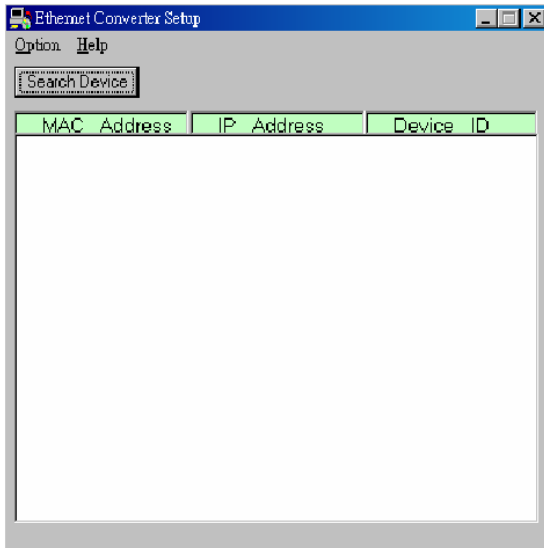 Ethernet Converter Setup
Option Help
Search Device
MAC Address IP Address Device ID